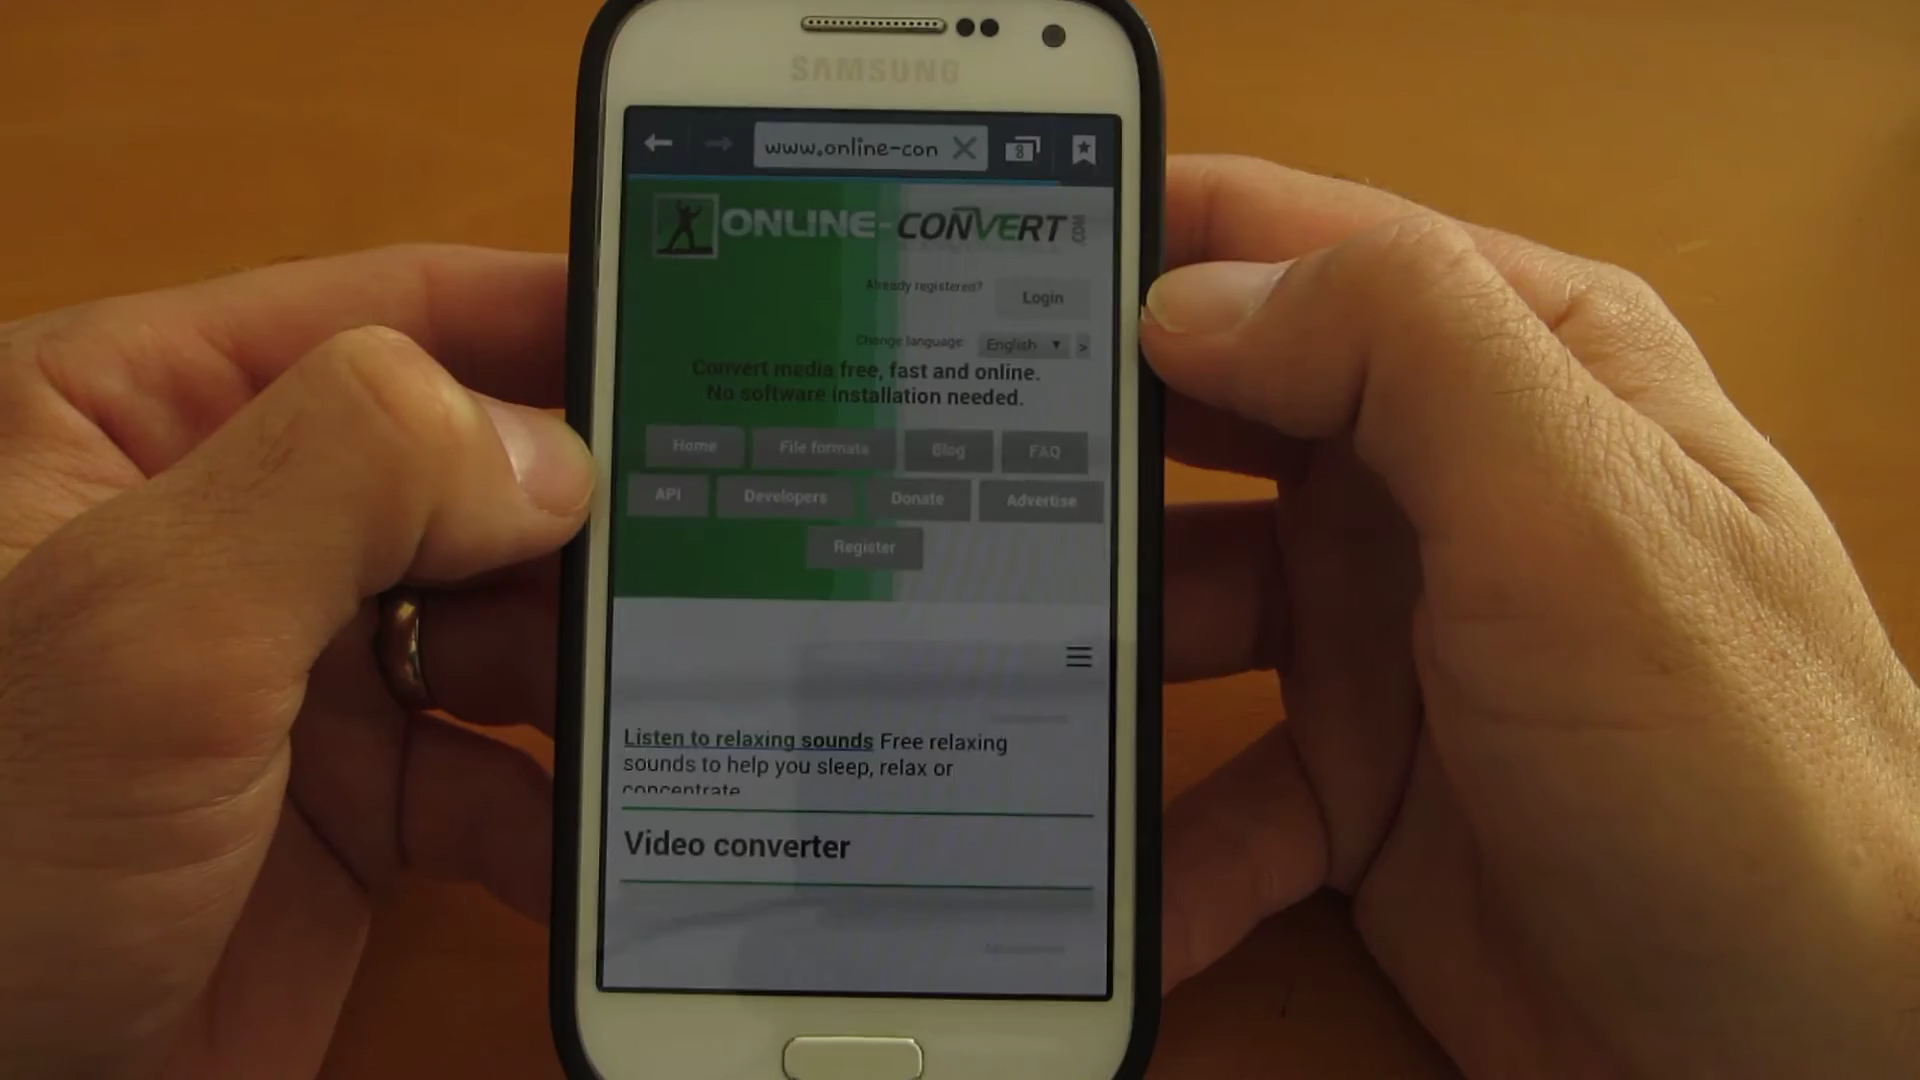 SAMSUNG
www.online-con
8
ONLINE-CONVERT.COM
Already registered? Login
Change language: English >
Convert media free, fast and online.
No software installation needed.
Home File formats Blog FAQ
API Developers Donate Advertise
Register
Listen to relaxing sounds Free relaxing
sounds to help you sleep, relax or
concentrate
Video converter